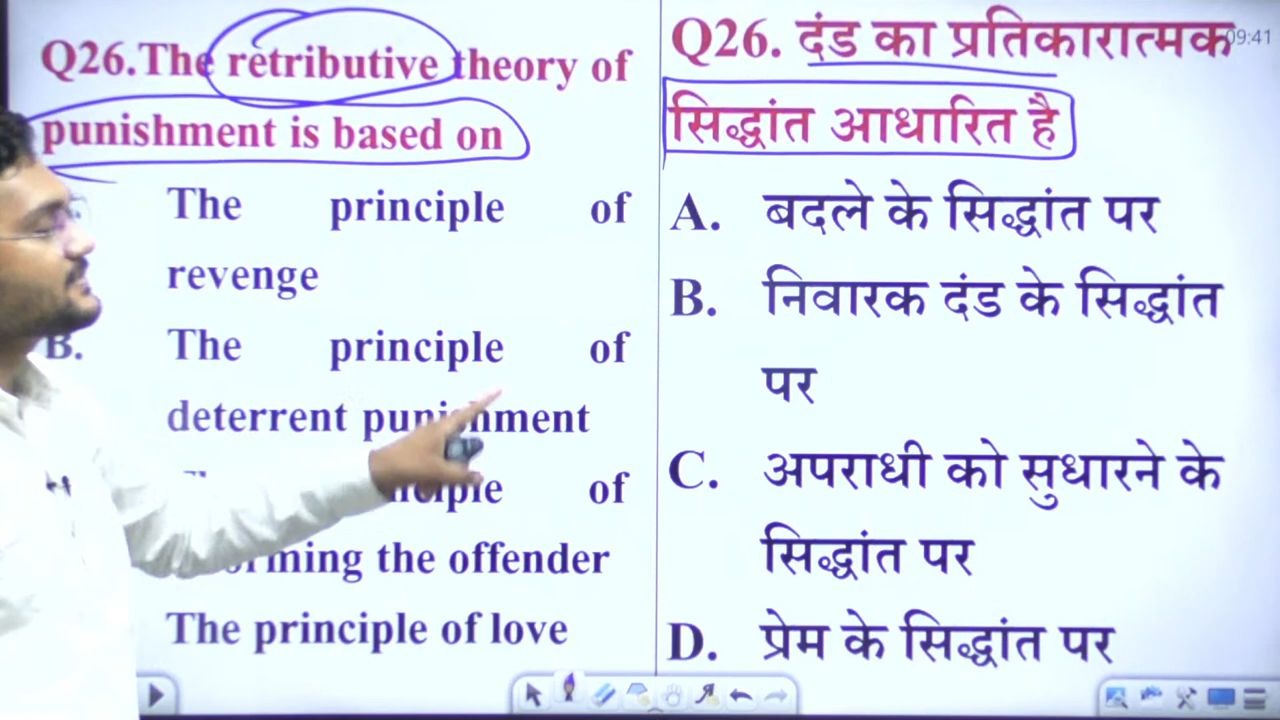 Q26.The retributive theory of
punishment is based on
The principle of
revenge
B. The principle of
deterrent punishment
of
the offender
The principle of love
Q26. दंड का प्रतिकारात्मक
सिद्धांत आधारित है
A. बदले के सिद्धांत पर
B. निवारक दंड के सिद्धांत
पर
C. अपराधी को सुधारने के
सिद्धांत पर
D. प्रेम के सिद्धांत पर
09:41